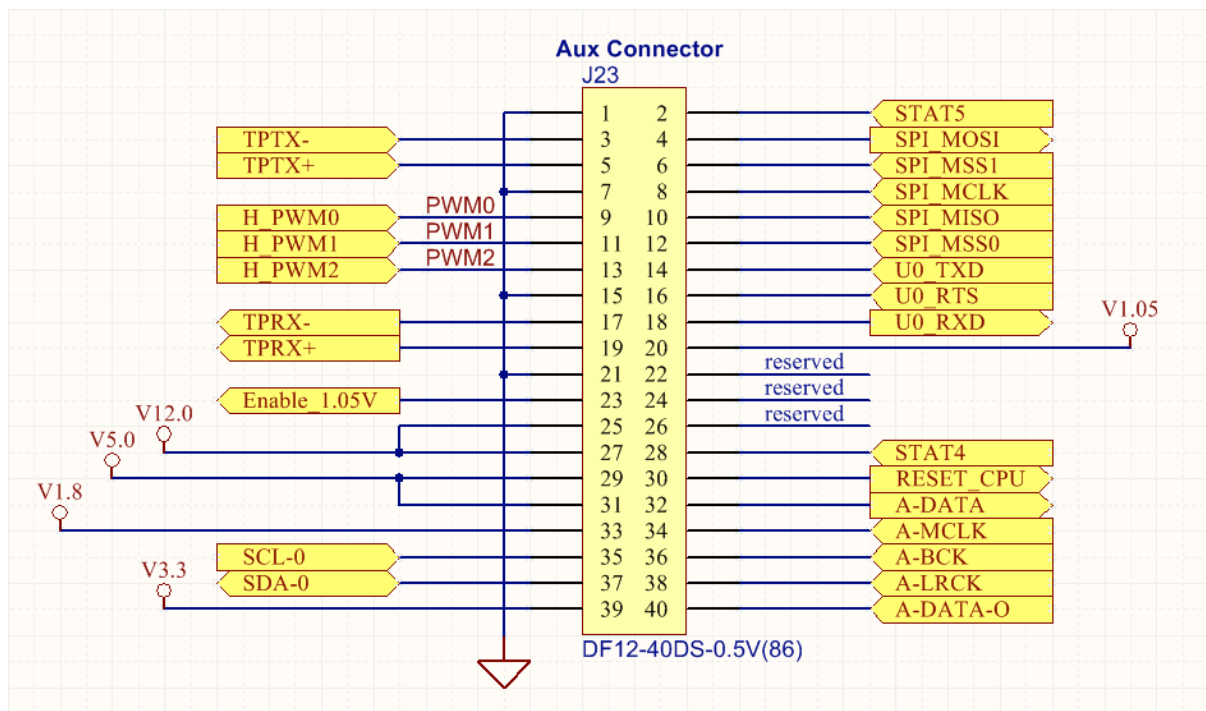 Aux Connector
J23
1 2 STAT5
TPTX- 3 4 SPI_MOSI
TPTX+ 5 6 SPI_MSS1
7 8 SPI_MCLK
H_PWM0 PWM0 9 10 SPI_MISO
H_PWM1 PWM1 11 12 SPI_MSS0
H_PWM2 PWM2 13 14 U0_TXD
15 16 U0_RTS
TPRX- 17 18 U0_RXD
V1.05
TPRX+ 19 20
21 22 reserved
Enable_1.05V 23 24 reserved
V12.0
25 26 reserved
V5.0
27 28 STAT4
29 30 RESET_CPU
V1.8
31 32 A-DATA
33 34 A-MCLK
SCL-0 35 36 A-BCK
V3.3
SDA-0 37 38 A-LRCK
39 40 A-DATA-O
DF12-40DS-0.5V(86)